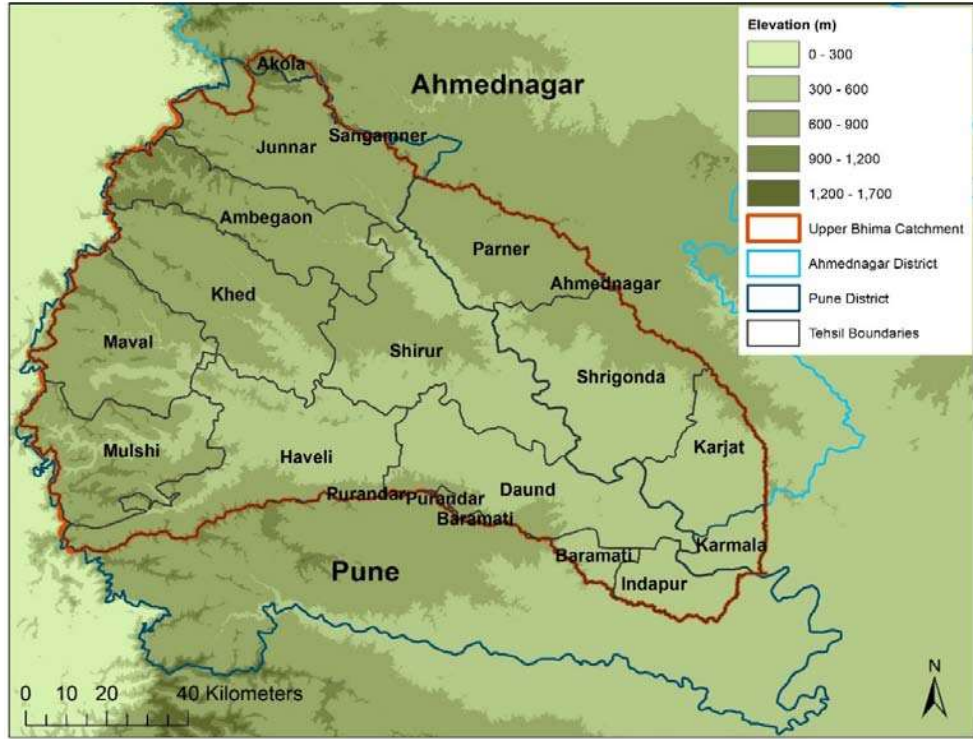 Elevation (m)
0 - 300
300 - 600
600 - 900
900 - 1,200
1,200 - 1,700
Upper Bhima Catchment
Ahmednagar District
Pune District
Tehsil Boundaries
Akola
Ahmednagar
Sangamner
Junnar
Ambegaon
Parner
Ahmednagar
Khed
Maval
Shirur
Shrigonda
Karjat
Mulshi
Haveli
Purandar
Purandar
Daund
Baramati
Karmala
Baramati
Indapur
Pune
N
0 10 20 40 Kilometers